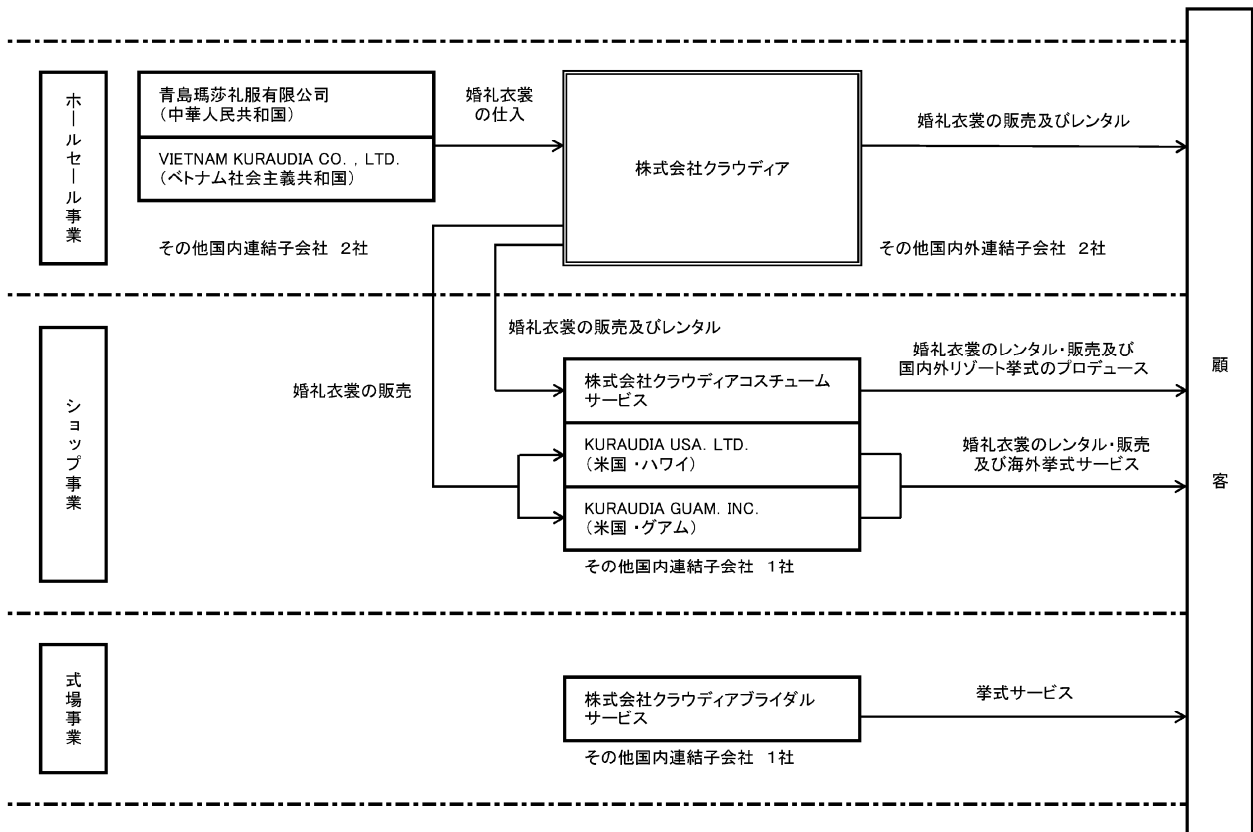 ホールセール事業
青島瑪莎礼服有限公司
（中華人民共和国）
VIETNAM KURAUDIA CO. , LTD.
（ベトナム社会主義共和国）
その他国内連結子会社 2社
婚礼衣裳
の仕入
株式会社クラウディア
婚礼衣裳の販売及びレンタル
その他国内外連結子会社 2社
ショップ事業
婚礼衣裳の販売
婚礼衣裳の販売及びレンタル
株式会社クラウディアコスチューム
サービス
KURAUDIA USA. LTD.
（米国・ハワイ）
KURAUDIA GUAM. INC.
（米国・グアム）
その他国内連結子会社 1社
婚礼衣裳のレンタル・販売及び
国内外リゾート挙式のプロデュース
婚礼衣裳のレンタル・販売
及び海外挙式サービス
式場事業
株式会社クラウディアブライダル
サービス
その他国内連結子会社 1社
挙式サービス
顧客